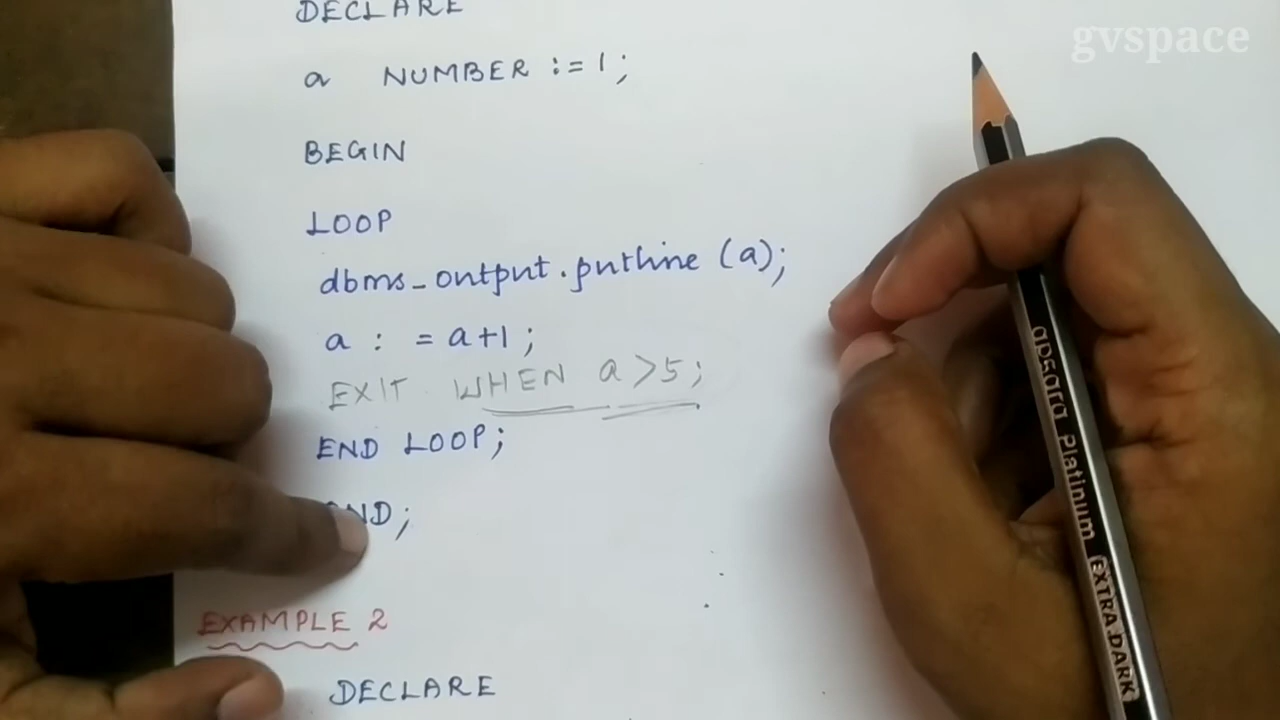 DECLARE
gvspace
a NUMBER := 1;
BEGIN
LOOP
dbms_output.putline (a);
a : = a+1 ;
EXIT WHEN a >5;
END LOOP;
END;
EXAMPLE 2
DECLARE
apsara Platinum EXTRA DARK